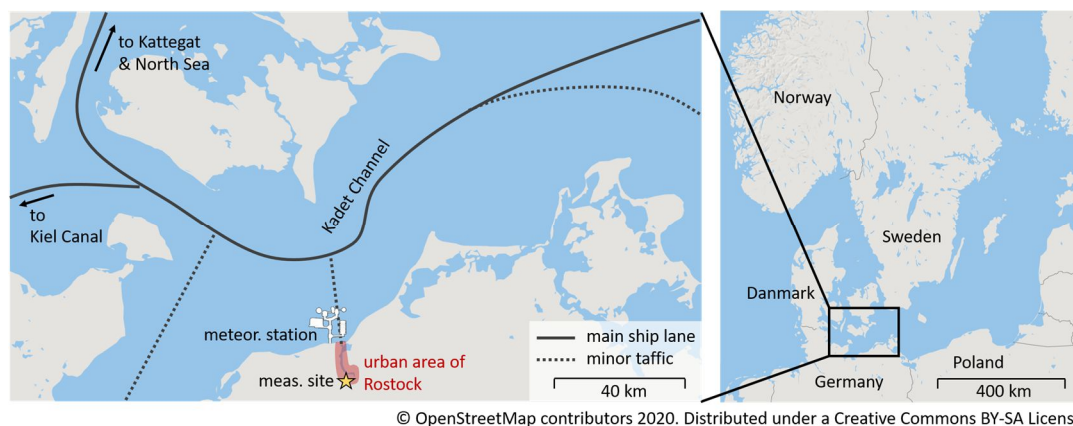 to Kattegat
& North Sea
to
Kiel Canal
Kadet Channel
meteor. station
meas. site
urban area of
Rostock
main ship lane
minor taffic
40 km
Norway
Sweden
Danmark
Poland
Germany
400 km
© OpenStreetMap contributors 2020. Distributed under a Creative Commons BY-SA Licens